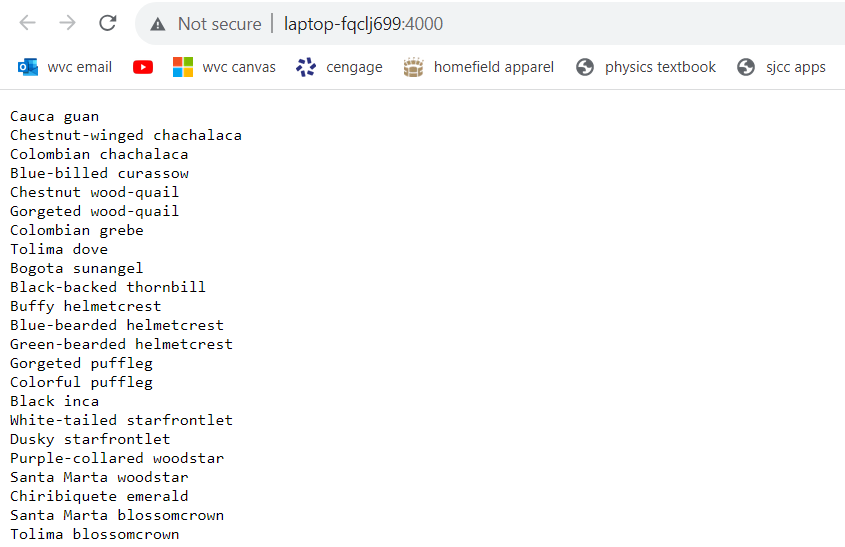 Not secure | laptop-fqclj699:4000
wvc email wvc canvas cengage homefield apparel physics textbook sjcc apps
Cauca guan
Chestnut-winged chachalaca
Colombian chachalaca
Blue-billed curassow
Chestnut wood-quail
Gorgeted wood-quail
Colombian grebe
Tolima dove
Bogota sunangel
Black-backed thornbill
Buffy helmetcrest
Blue-bearded helmetcrest
Green-bearded helmetcrest
Gorgeted puffleg
Colorful puffleg
Black inca
White-tailed starfrontlet
Dusky starfrontlet
Purple-collared woodstar
Santa Marta woodstar
Chiribiquete emerald
Santa Marta blossomcrown
Tolima blossomcrown